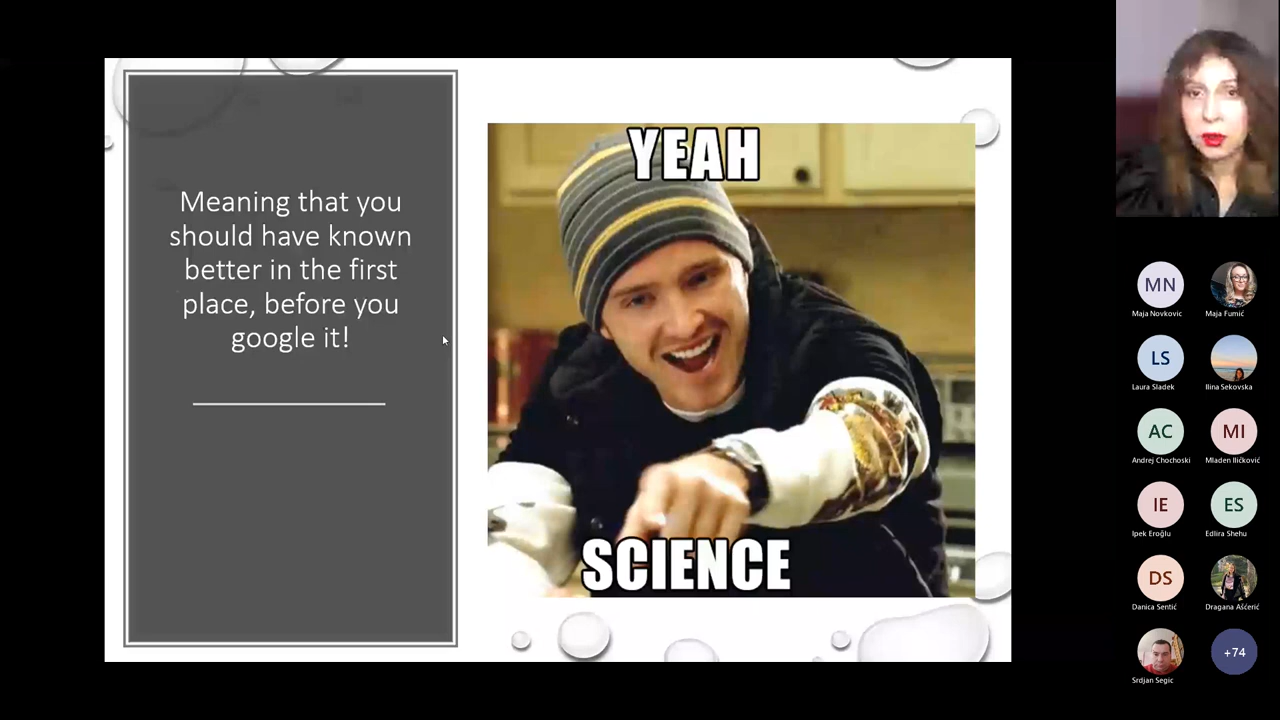 Meaning that you
should have known
better in the first
place, before you
google it!
YEAH
SCIENCE
MN
Maja Novkovic
Maja Fumić
LS
Laura Sladek
Ilina Sekovska
AC
Andrej Chochoski
MI
Mladen Iličković
IE
Ipek Eroğlu
ES
Edlira Shehu
DS
Danica Sentić
Dragana Ašćerić
Srdjan Segic
+74